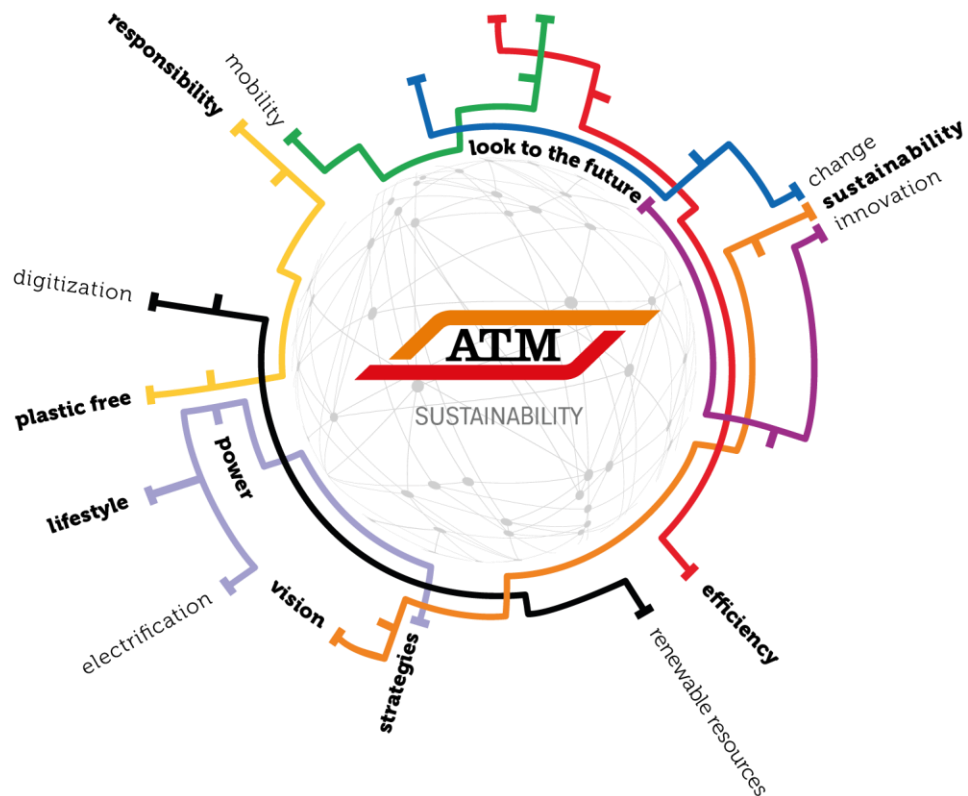 responsibility
mobility
look to the future
change
sustainability
innovation
digitization
ATM
SUSTAINABILITY
plastic free
power
lifestyle
electrification
vision
strategies
efficiency
renewable resources